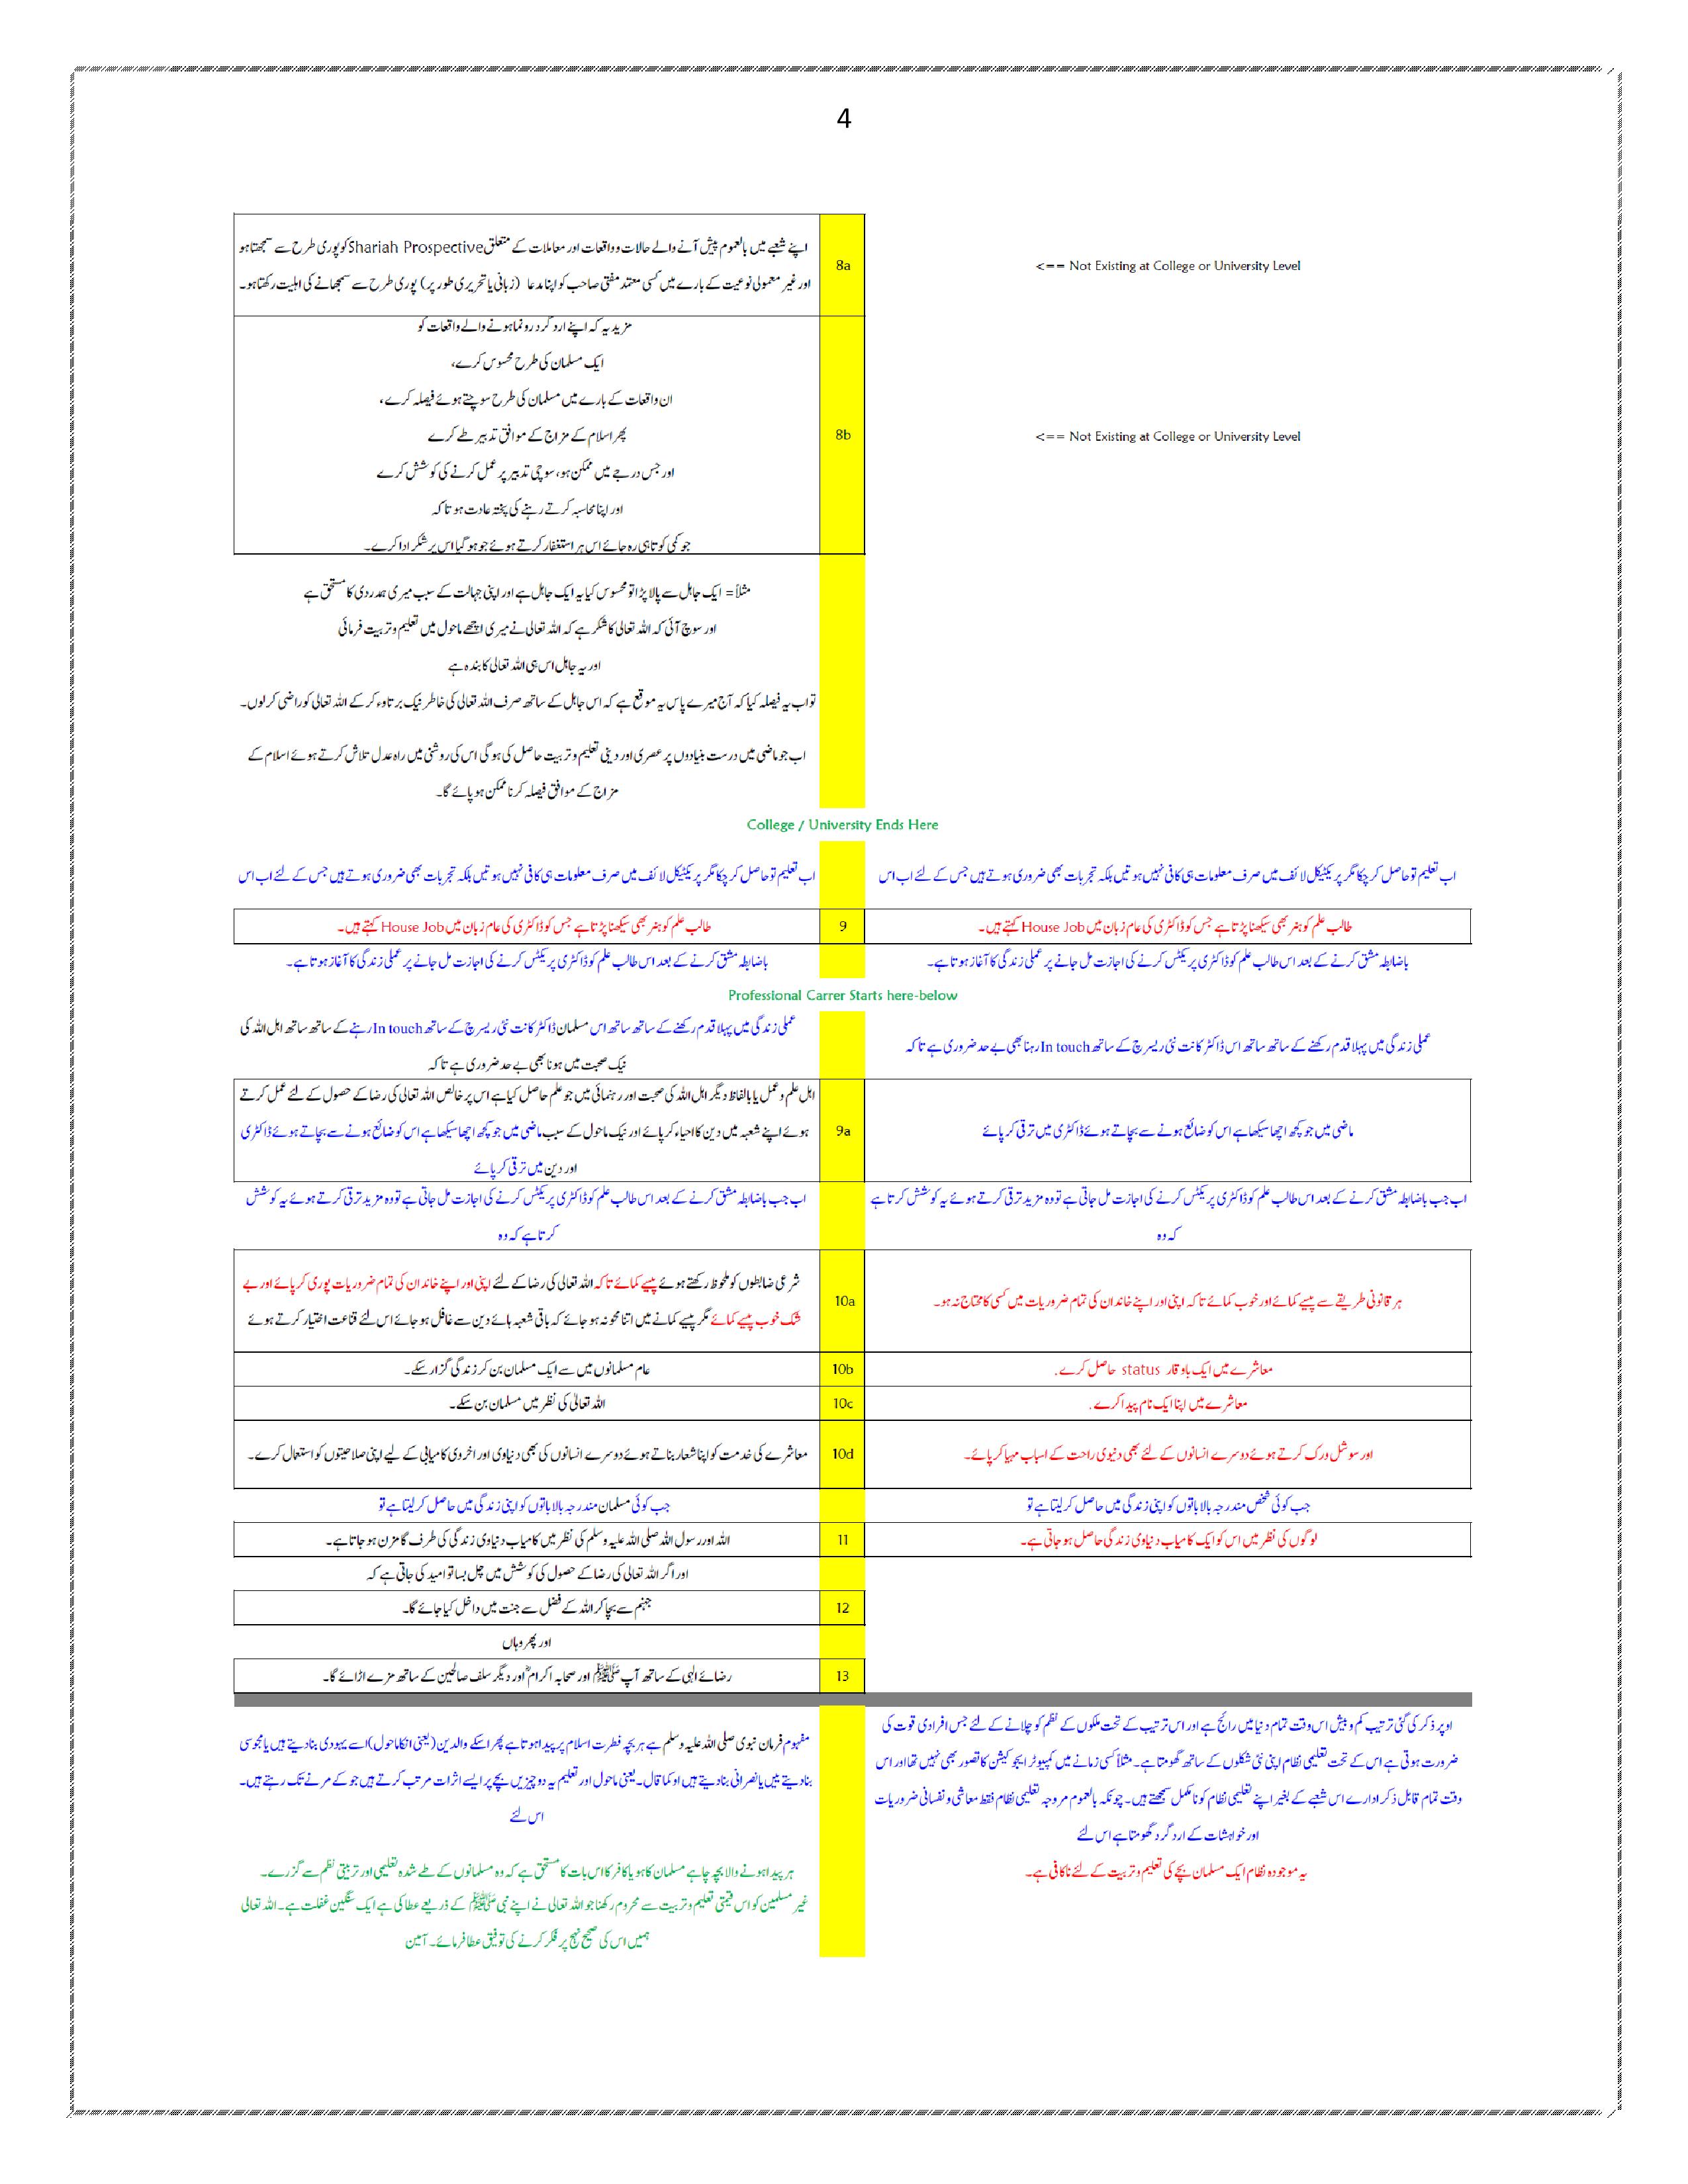 4
اپنے شعبے میں بالعموم پیش آنے والے حالات و واقعات اور معاملات کے متعلق Shariah Prospective کو پوری طرح سے سمجھتا ہو
اور غیر معمولی نوعیت کے بارے میں کسی معتمد مفتی صاحب کو اپنا مدعا (زبانی یا تحریری طور پر) پوری طرح سے سمجھانے کی اہلیت رکھتا ہو۔
8a
<== Not Existing at College or University Level
مزید یہ کہ اپنے ارد گرد رونما ہونے والے واقعات کو
ایک مسلمان کی طرح محسوس کرے،
ان واقعات کے بارے میں مسلمان کی طرح سوچتے ہوئے فیصلہ کرے،
پھر اسلام کے مزاج کے موافق تدبیر طے کرے
اور جس درجے میں ممکن ہو، سوچی تدبیر پر عمل کرنے کی کوشش کرے
اور اپنا محاسبہ کرتے رہنے کی پختہ عادت ہو تاکہ
جو کمی کوتاہی رہ جائے اس ہر استغفار کرتے ہوئے جو ہو گیا اس پر شکر ادا کرے۔
8b
<== Not Existing at College or University Level
مثلاً = ایک جاہل سے پالا پڑا تو محسوس کیا یہ ایک جاہل ہے اور اپنی جہالت کے سبب میری ہمدردی کا مستحق ہے
اور سوچ آئی کہ اللہ تعالی کا شکر ہے کہ اللہ تعالی نے میری اچھے ماحول میں تعلیم و تربیت فرمائی
اور یہ جاہل اس ہی اللہ تعالی کا بندہ ہے
تو اب یہ فیصلہ کیا کہ آج میرے پاس یہ موقع ہے کہ اس جاہل کے ساتھ صرف اللہ تعالی کی خاطر نیک برتاوء کر کے اللہ تعالی کو راضی کر لوں۔
اب جو ماضی میں درست بنیادوں پر عصری اور دینی تعلیم و تربیت حاصل کی ہو گی اس کی روشنی میں راہ عدل تلاش کرتے ہوئے اسلام کے
مزاج کے موافق فیصلہ کرنا ممکن ہو پائے گا۔
College / University Ends Here
اب تعلیم تو حاصل کر چکا مگر پریکٹیکل لائف میں صرف معلومات ہی کافی نہیں ہوتیں بلکہ تجربات بھی ضروری ہوتے ہیں جس کے لئے اب اس
اب تعلیم تو حاصل کر چکا مگر پریکٹیکل لائف میں صرف معلومات ہی کافی نہیں ہوتیں بلکہ تجربات بھی ضروری ہوتے ہیں جس کے لئے اب اس
طالب علم کو ہنر بھی سیکھنا پڑتا ہے جس کو ڈاکٹری کی عام زبان میں House Job کہتے ہیں۔
9
طالب علم کو ہنر بھی سیکھنا پڑتا ہے جس کو ڈاکٹری کی عام زبان میں House Job کہتے ہیں۔
باضابطہ مشق کرنے کے بعد اس طالب علم کو ڈاکٹری پریکٹس کرنے کی اجازت مل جانے پر عملی زندگی کا آغاز ہوتا ہے۔
باضابطہ مشق کرنے کے بعد اس طالب علم کو ڈاکٹری پریکٹس کرنے کی اجازت مل جانے پر عملی زندگی کا آغاز ہوتا ہے۔
Professional Carrer Starts here-below
عملی زندگی میں پہلا قدم رکھنے کے ساتھ ساتھ اس مسلمان ڈاکٹر کا نت نئی ریسرچ کے ساتھ In touch رہنے کے ساتھ ساتھ اہل اللہ کی
نیک صحبت میں ہونا بھی بے حد ضروری ہے تاکہ
عملی زندگی میں پہلا قدم رکھنے کے ساتھ ساتھ اس ڈاکٹر کا نت نئی ریسرچ کے ساتھ In touch رہنا بھی بے حد ضروری ہے تاکہ
اہل علم و عمل یا بالفاظ دیگر اہل اللہ کی صحبت اور رہنمائی میں جو علم حاصل کیا ہے اس پر خالص اللہ تعالی کی رضا کے حصول کے لئے عمل کرتے
ہوئے اپنے شعبہ میں دین کا احیاء کر پائے اور نیک ماحول کے سبب ماضی میں جو کچھ اچھا سیکھا ہے اس کو ضائع ہونے سے بچاتے ہوئے ڈاکٹری
اور دین میں ترقی کر پائے
9a
ماضی میں جو کچھ اچھا سیکھا ہے اس کو ضائع ہونے سے بچاتے ہوئے ڈاکٹری میں ترقی کر پائے
اب جب باضابطہ مشق کرنے کے بعد اس طالب علم کو ڈاکٹری پریکٹس کرنے کی اجازت مل جاتی ہے تو وہ مزید ترقی کرتے ہوئے یہ کوشش
کرتا ہے کہ وہ
اب جب باضابطہ مشق کرنے کے بعد اس طالب علم کو ڈاکٹری پریکٹس کرنے کی اجازت مل جاتی ہے تو وہ مزید ترقی کرتے ہوئے یہ کوشش کرتا ہے
کہ وہ
شرعی ضابطوں کو ملحوظ رکھتے ہوئے پیسے کمائے تاکہ اللہ تعالی کی رضا کے لئے اپنی اور اپنے خاندان کی تمام ضروریات پوری کر پائے اور بے
شک خوب پیسے کمائے مگر پیسے کمانے میں اتنا محو نہ ہو جائے کہ باقی شعبہ ہائے دین سے غافل ہو جائے اس لئے قناعت اختیار کرتے ہوئے
10a
ہر قانونی طریقے سے پیسے کمائے اور خوب کمائے تاکہ اپنی اور اپنے خاندان کی تمام ضروریات میں کسی کا محتاج نہ ہو۔
عام مسلمانوں میں سے ایک مسلمان بن کر زندگی گزار سکے۔
10b
معاشرے میں ایک باوقار status حاصل کرے.
اللہ تعالیٰ کی نظر میں مسلمان بن سکے۔
10c
معاشرے میں اپنا ایک نام پیدا کرے.
معاشرے کی خدمت کو اپنا شعار بناتے ہوئے دوسرے انسانوں کی بھی دنیاوی اور اخروی کامیابی کے لیے اپنی صلاحیتوں کو استعمال کرے۔
10d
اور سوشل ورک کرتے ہوئے دوسرے انسانوں کے لئے بھی دنیوی راحت کے اسباب مہیا کر پائے۔
جب کوئی مسلمان مندرجہ بالا باتوں کو اپنی زندگی میں حاصل کر لیتا ہے تو
جب کوئی شخص مندرجہ بالا باتوں کو اپنی زندگی میں حاصل کر لیتا ہے تو
اللہ اور رسول اللہ صلی اللہ علیہ وسلم کی نظر میں کامیاب دنیاوی زندگی کی طرف گامزن ہو جاتا ہے۔
11
لوگوں کی نظر میں اس کو ایک کامیاب دنیاوی زندگی حاصل ہو جاتی ہے۔
اور اگر اللہ تعالی کی رضا کے حصول کی کوشش میں چل بسا تو امید کی جاتی ہے کہ
جہنم سے بچا کر اللہ کے فضل سے جنت میں داخل کیا جائے گا۔
12
اور پھر وہاں
رضائے الہی کے ساتھ آپ ﷺ اور صحابہ اکرامؓ اور دیگر سلف صالحین کے ساتھ مزے اڑائے گا۔
13
مفہوم فرمان نبوی صلی اللہ علیہ وسلم ہے ہر بچہ فطرت اسلام پر پیدا ہوتا ہے پھر اسکے والدین (یعنی انکا ماحول) اسے یہودی بنا دیتے ہیں یا مجوسی
بنا دیتے ہیں یا نصرانی بنا دیتے ہیں او کما قال۔ یعنی ماحول اور تعلیم یہ دو چیزیں بچے پر ایسے اثرات مرتب کرتے ہیں جو کے مرنے تک رہتے ہیں۔
اس لئے
ہر پیدا ہونے والا بچہ چاہے مسلمان کا ہو یا کافر کا اس بات کا مستحق ہے کہ وہ مسلمانوں کے طے شدہ تعلیمی اور تربیتی نظم سے گزرے۔
غیر مسلمین کو اس قیمتی تعلیم و تربیت سے محروم رکھنا جو اللہ تعالی نے اپنے نبی ﷺ کے ذریعے عطا کی ہے ایک سنگین غفلت ہے۔ اللہ تعالی
ہمیں اس کی صحیح نہج پر فکر کرنے کی توفیق عطا فرمائے۔ آمین
اوپر ذکر کی گئی ترتیب کم و بیش اس وقت تمام دنیا میں رائج ہے اور اس ترتیب کے تحت ملکوں کے نظم کو چلانے کے لئے جس افرادی قوت کی
ضرورت ہوتی ہے اس کے تحت تعلیمی نظام اپنی نئی شکلوں کے ساتھ گھومتا ہے۔ مثلاً کسی زمانے میں کمپیوٹر ایجوکیشن کا تصور بھی نہیں تھا اور اس
وقت تمام قابل ذکر ادارے اس شعبے کے بغیر اپنے تعلیمی نظام کو نامکمل سمجھتے ہیں۔ چونکہ بالعموم مروجہ تعلیمی نظام فقط معاشی و نفسانی ضروریات
اور خواہشات کے ارد گرد گھومتا ہے اس لئے
یہ موجودہ نظام ایک مسلمان بچے کی تعلیم و تربیت کے لئے ناکافی ہے۔